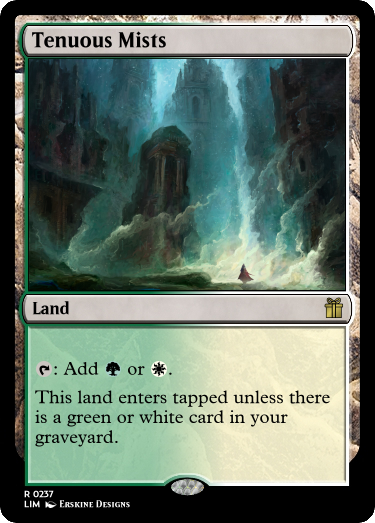 Tenuous Mists
Land
: Add or .
This land enters tapped unless there
is a green or white card in your
graveyard.
R 0237
LIM Erskine Designs